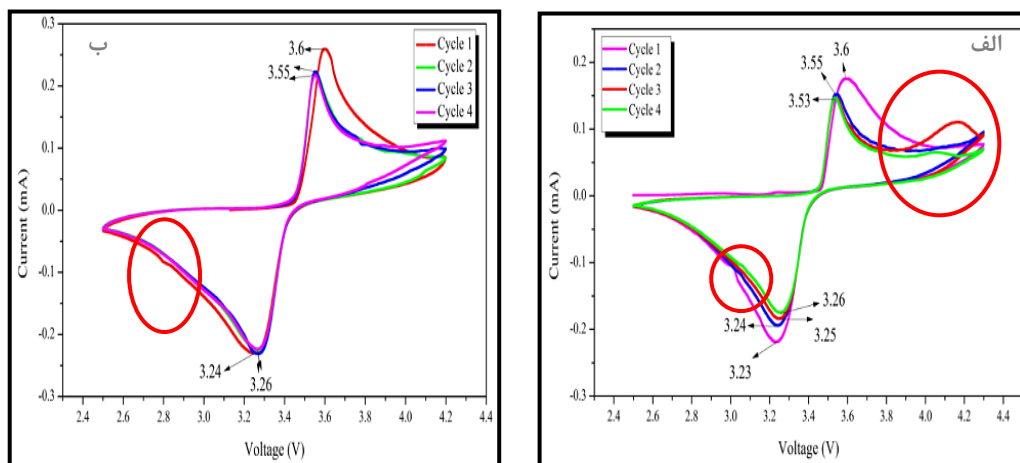 ب
Cycle 1
Cycle 2
Cycle 3
Cycle 4
3.6
3.55
3.24
3.26
0.3
0.2
0.1
0.0
-0.1
-0.2
-0.3
Current (mA)
2.4 2.6 2.8 3.0 3.2 3.4 3.6 3.8 4.0 4.2 4.4
Voltage (V)
الف
Cycle 1
Cycle 2
Cycle 3
Cycle 4
3.6
3.55
3.53
3.26
3.24
3.25
3.23
0.3
0.2
0.1
0.0
-0.1
-0.2
-0.3
Current (mA)
2.4 2.6 2.8 3.0 3.2 3.4 3.6 3.8 4.0 4.2 4.4
Voltage (V)